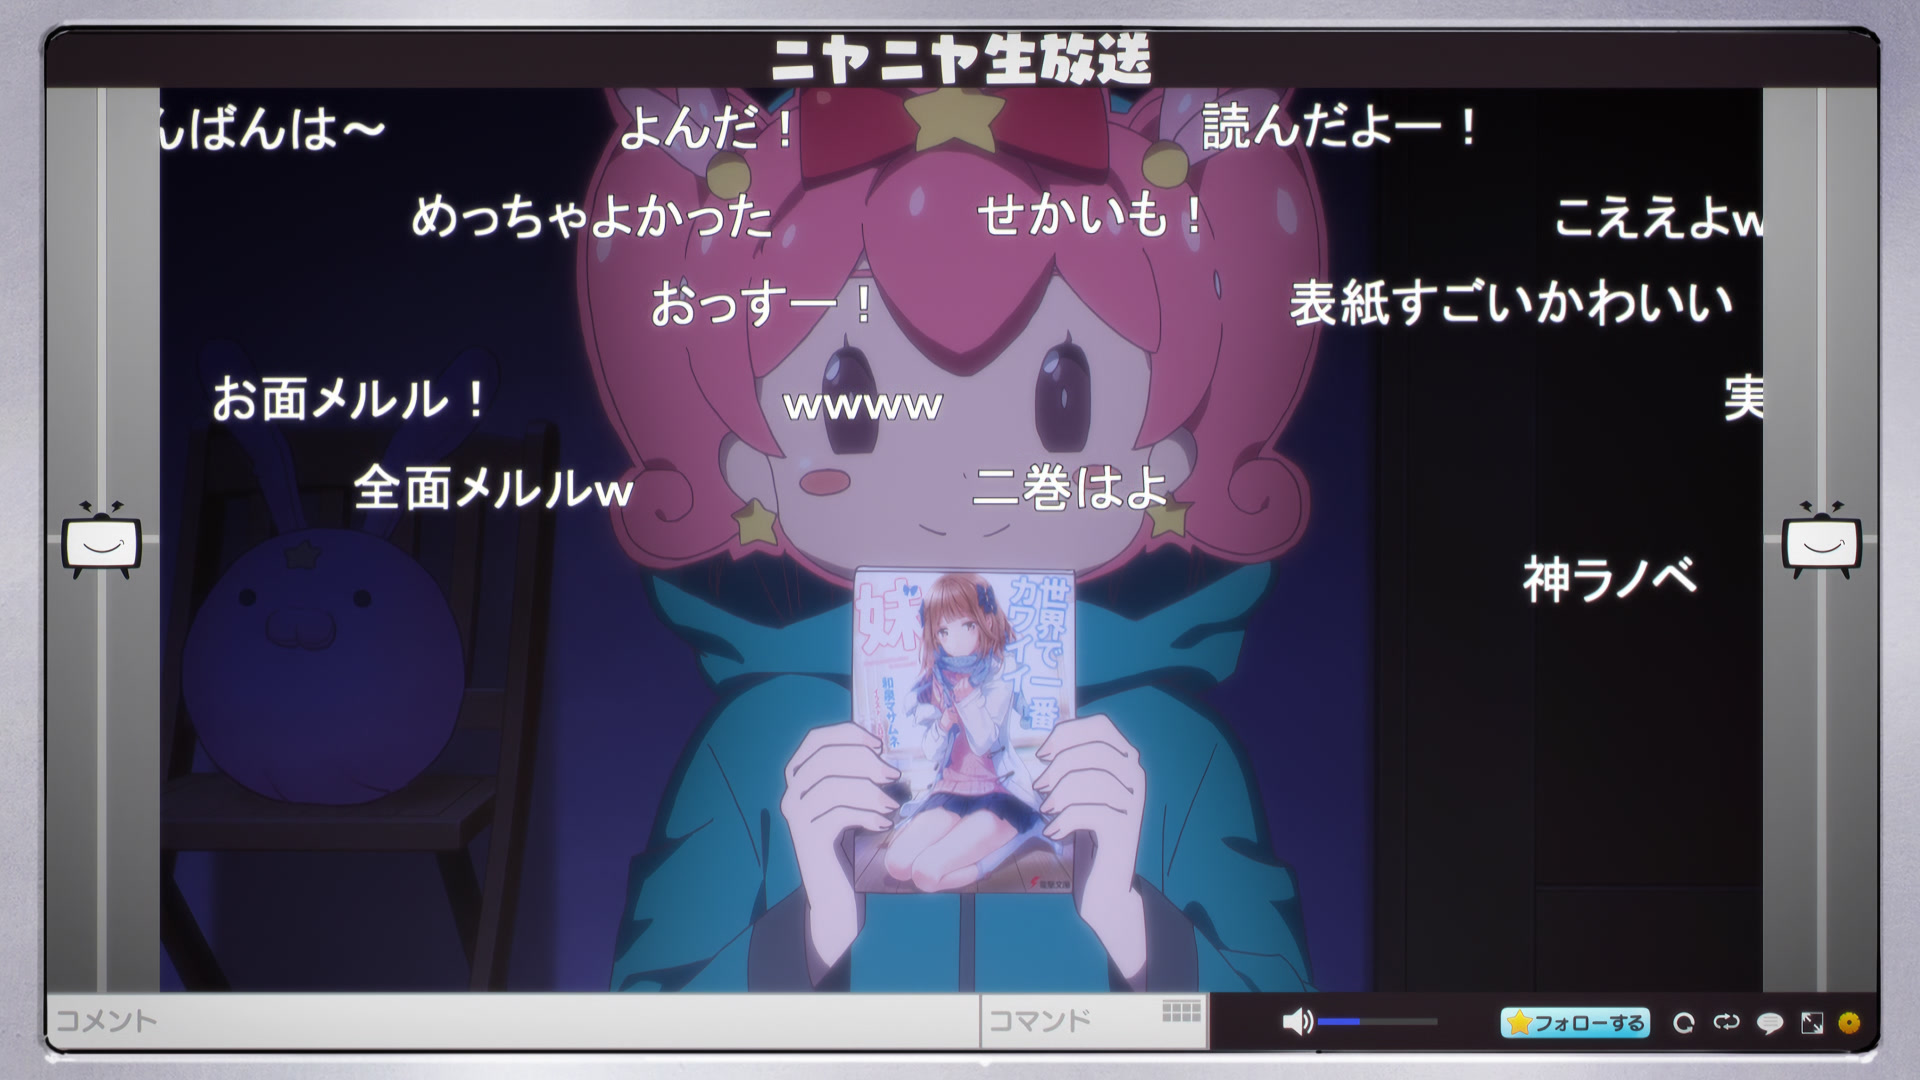 ニヤニヤ生放送
んばんは～
よんだ！
読んだよー！
めっちゃよかった
せかいも！
こええよw
おっすー！
表紙すごいかわいい
お面メルル！
wwww
実
全面メルルw
二巻はよ
神ラノベ
世界で一番
カワイイ
妹
和泉マサムネ
電撃文庫
コメント
コマンド
フォローする